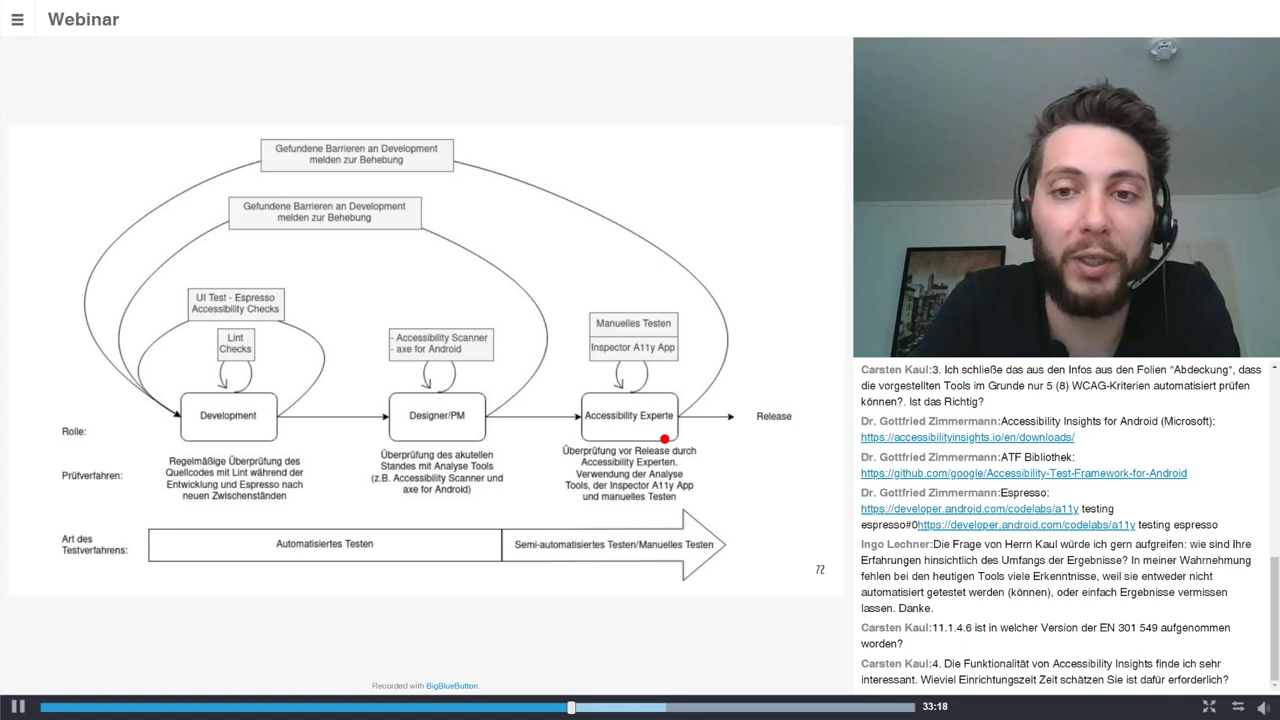 Webinar
Gefundene Barrieren an Development
melden zur Behebung
Gefundene Barrieren an Development
melden zur Behebung
UI Test - Espresso
Accessibility Checks
Lint
Checks
- Accessibility Scanner
- axe for Android
Manuelles Testen
Inspector A11y App
Rolle:
Development
Designer/PM
Accessibility Experte
Release
Prüfverfahren:
Regelmäßige Überprüfung des
Quellcodes mit Lint während der
Entwicklung und Espresso nach
neuen Zwischenständen
Überprüfung des akutellen
Standes mit Analyse Tools
(z.B. Accessibility Scanner und
axe for Android)
Überprüfung vor Release durch
Accessibility Experten.
Verwendung der Analyse
Tools, der Inspector A11y App
und manuelles Testen
Art des
Testverfahrens:
Automatisiertes Testen
Semi-automatisiertes Testen/Manuelles Testen
72
Recorded with BigBlueButton.
Carsten Kaul:3. Ich schließe das aus den Infos aus den Folien "Abdeckung", dass
die vorgestellten Tools im Grunde nur 5 (8) WCAG-Kriterien automatisiert prüfen
können?. Ist das Richtig?
Dr. Gottfried Zimmermann:Accessibility Insights for Android (Microsoft):
https://accessibilityinsights.io/en/downloads/
Dr. Gottfried Zimmermann:ATF Bibliothek:
https://github.com/google/Accessibility-Test-Framework-for-Android
Dr. Gottfried Zimmermann:Espresso:
https://developer.android.com/codelabs/a11y testing
espresso#0https://developer.android.com/codelabs/a11y testing espresso
Ingo Lechner:Die Frage von Herrn Kaul würde ich gern aufgreifen: wie sind Ihre
Erfahrungen hinsichtlich des Umfangs der Ergebnisse? In meiner Wahrnehmung
fehlen bei den heutigen Tools viele Erkenntnisse, weil sie entweder nicht
automatisiert getestet werden (können), oder einfach Ergebnisse vermissen
lassen. Danke.
Carsten Kaul:11.1.4.6 ist in welcher Version der EN 301 549 aufgenommen
worden?
Carsten Kaul:4. Die Funktionalität von Accessibility Insights finde ich sehr
interessant. Wieviel Einrichtungszeit Zeit schätzen Sie ist dafür erforderlich?
33:18